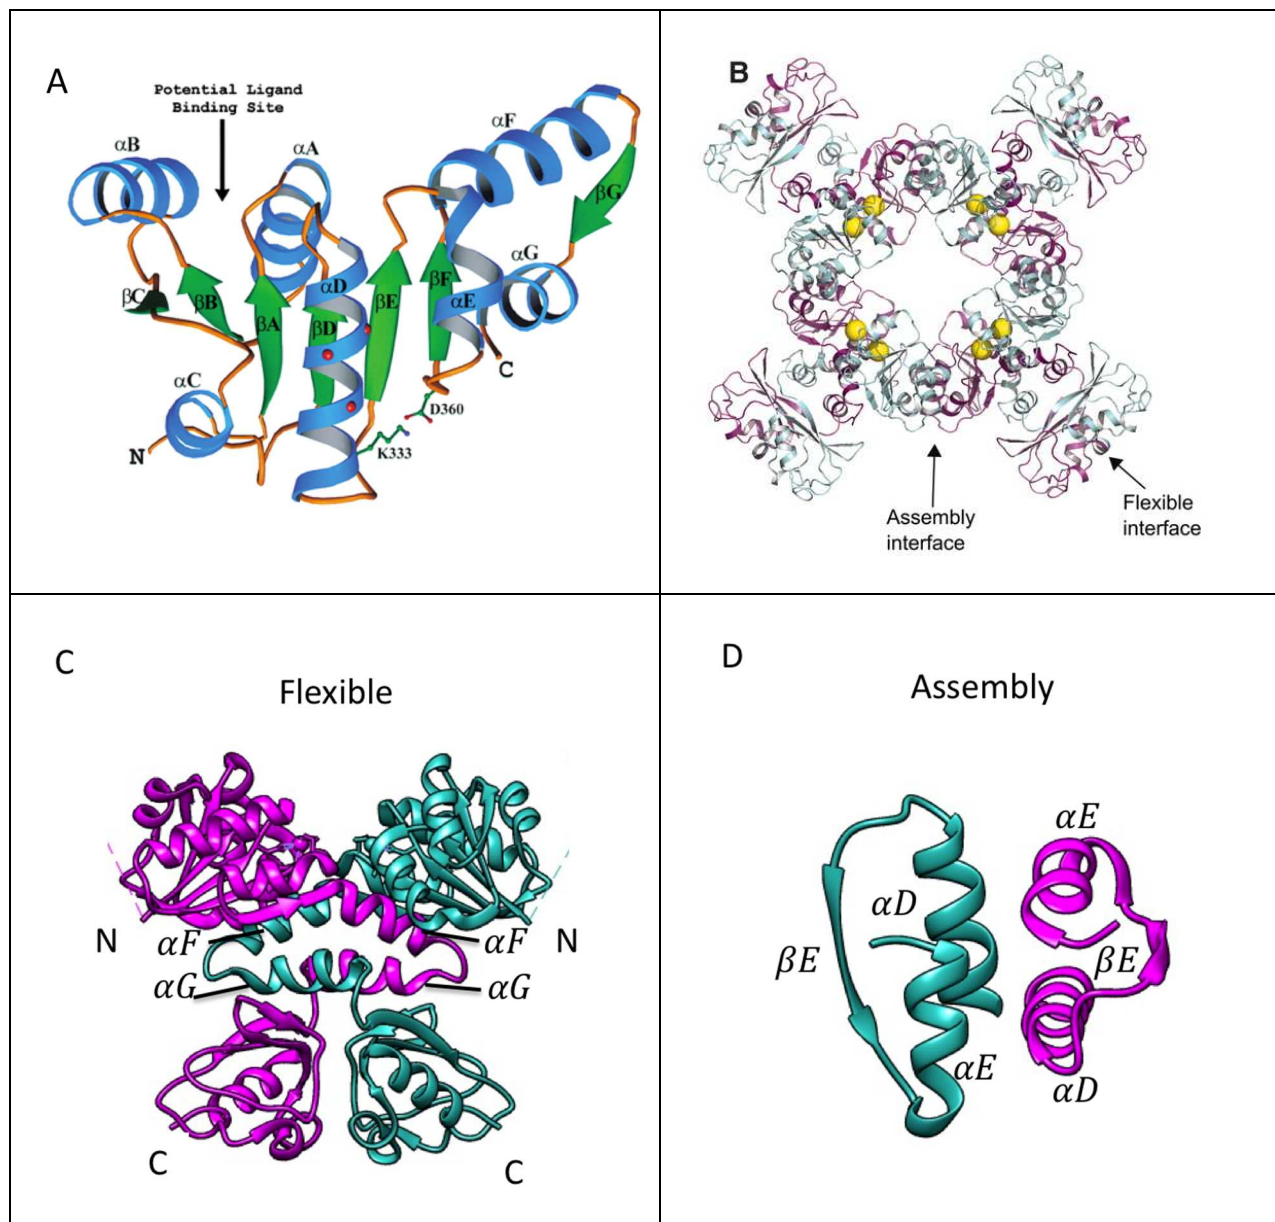 A
Potential Ligand
Binding Site
αB
αA
αF
βG
αG
βC
βB
βA
βD
αD
βE
βF
αE
αC
C
D360
N
K333
B
Assembly
interface
Flexible
interface
C
Flexible
N
αF
αF
N
αG
αG
C
C
D
Assembly
αE
αD
βE
βE
αE
αD